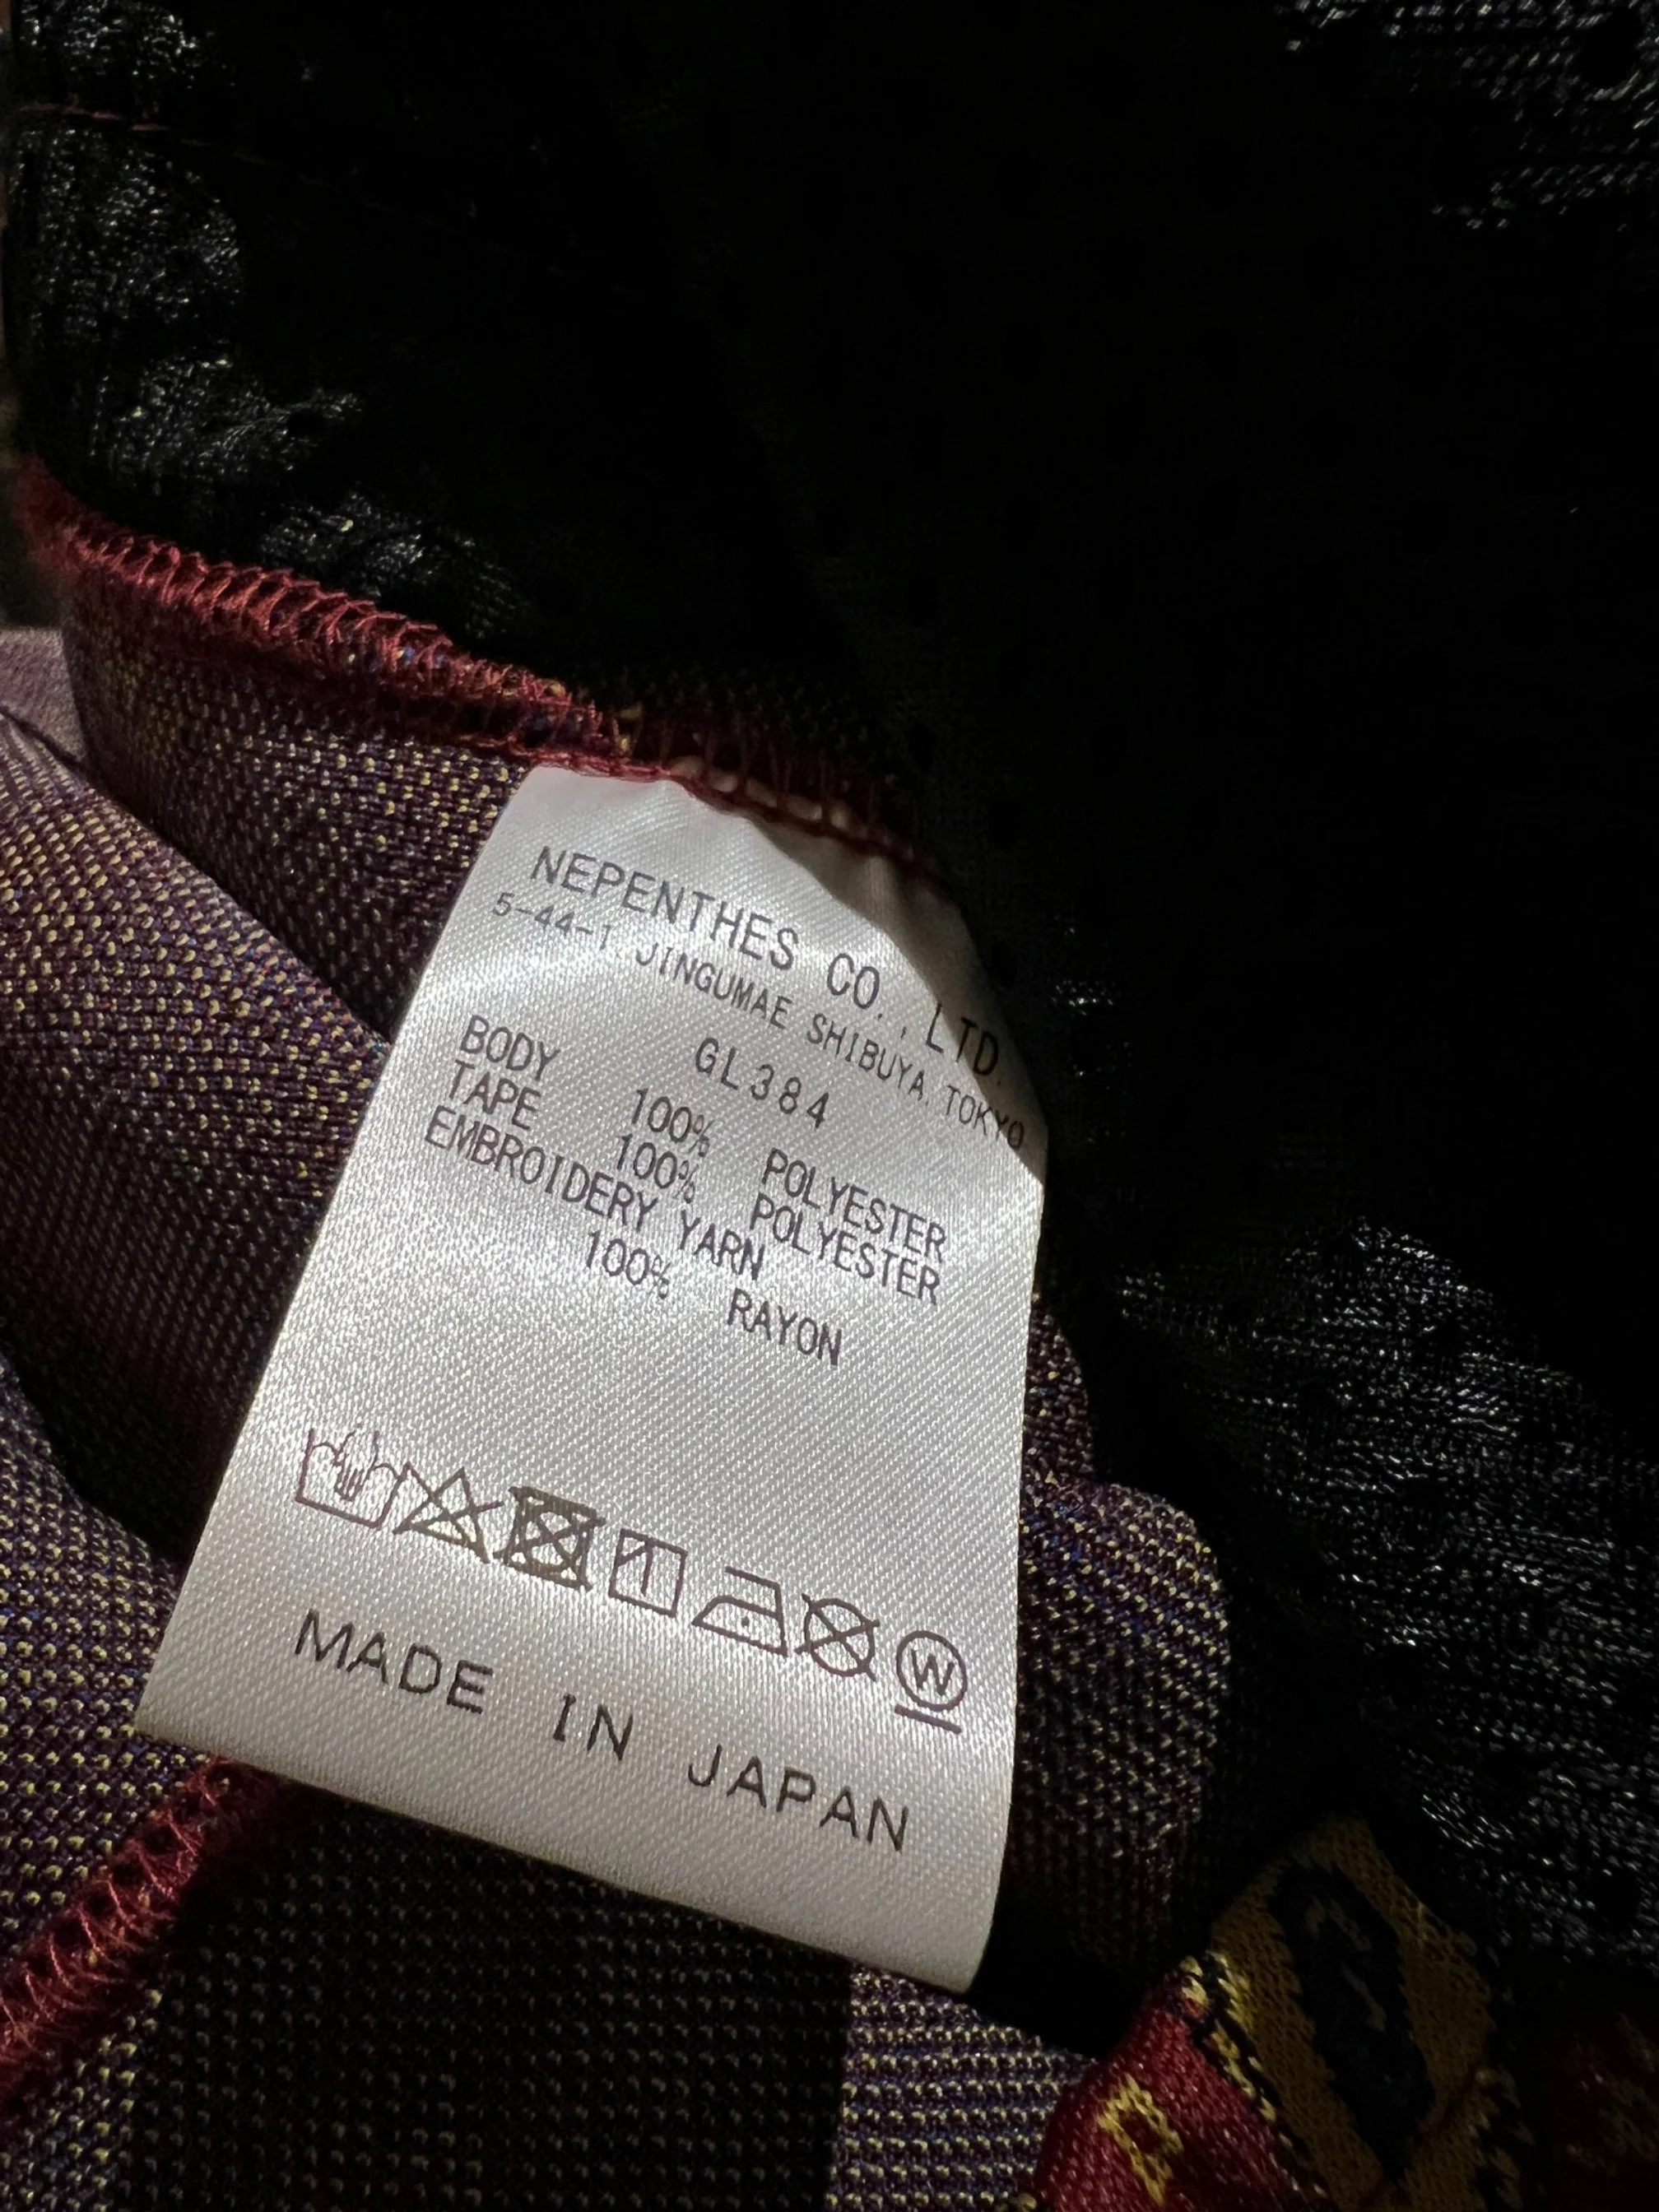 NEPENTHES CO., LTD.
5-44-1 JINGUMAE SHIBUYA, TOKYO
GL384
BODY 100% POLYESTER
TAPE 100% POLYESTER
EMBROIDERY YARN
100% RAYON
W
MADE IN JAPAN